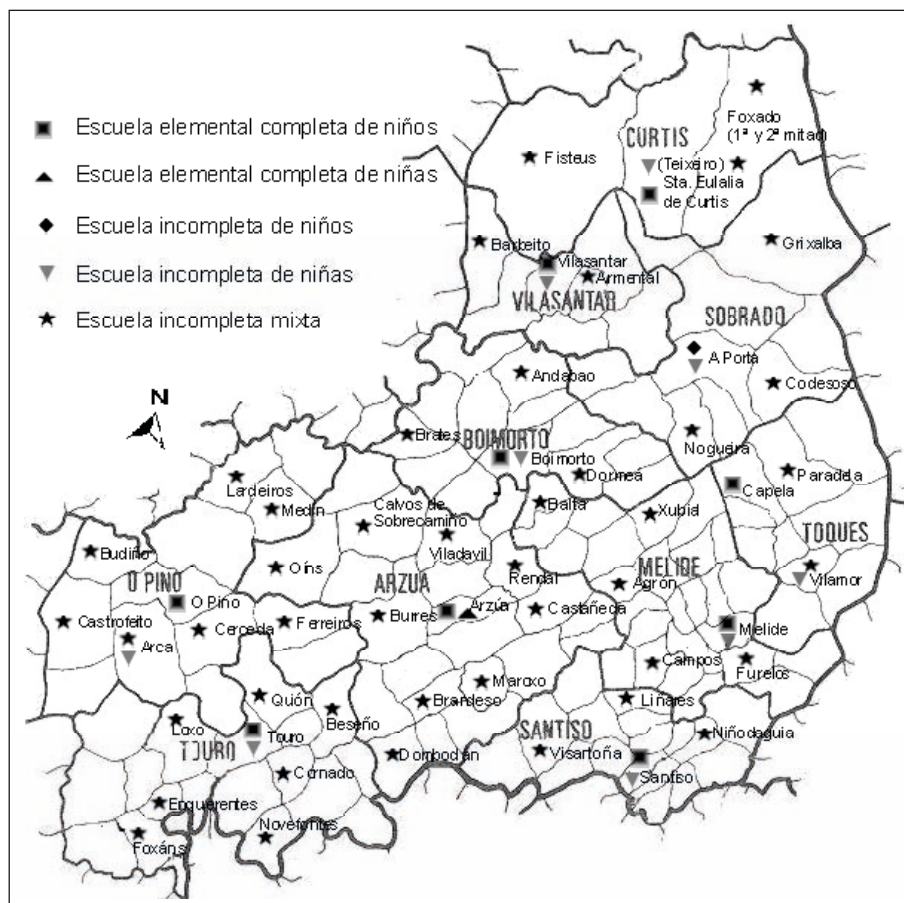 Escuela elemental completa de niños
Escuela elemental completa de niñas
Escuela incompleta de niños
Escuela incompleta de niñas
Escuela incompleta mixta
N
Foxado
(1ª y 2ª mitad)
CURTIS
Fisteus
(Teixeiro)
Sta. Eulalia
de Curtis
Barbeito
Grixalba
Vilasantar
Armental
VILASANTAR
SOBRADO
A Porta
Andabao
Codesoso
Brates
BOIMORTO
Nogueira
Boimorto
Dormeá
Paradela
Lardeiros
Capela
Medín
Calvos de
Sobrecamiño
Balta
Xubia
Viladavil
TOQUES
Budiño
Oíns
Rendal
MELIDE
Vilamor
O PINO
ARZUA
Agrón
O Pino
Burres
Arzúa
Castañeda
Castrofeito
Cerceda
Ferreiros
Melide
Arca
Campos
Furelos
Quión
Maroxo
Beseño
Brandeso
Liñares
Loxo
Touro
SANTISO
Niñodaguia
TOURO
Dombodán
Visartoña
Cornado
Santiso
Enquerentes
Novefontes
Foxáns